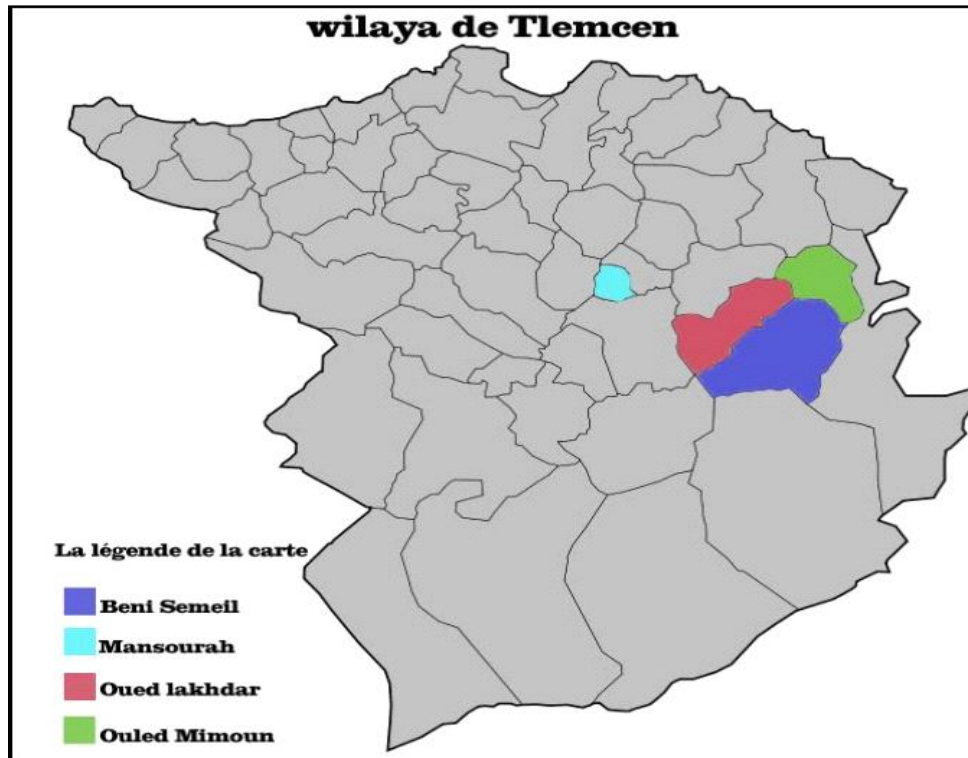 wilaya de Tlemcen
La légende de la carte
Beni Semeil
Mansourah
Oued lakhdar
Ouled Mimoun